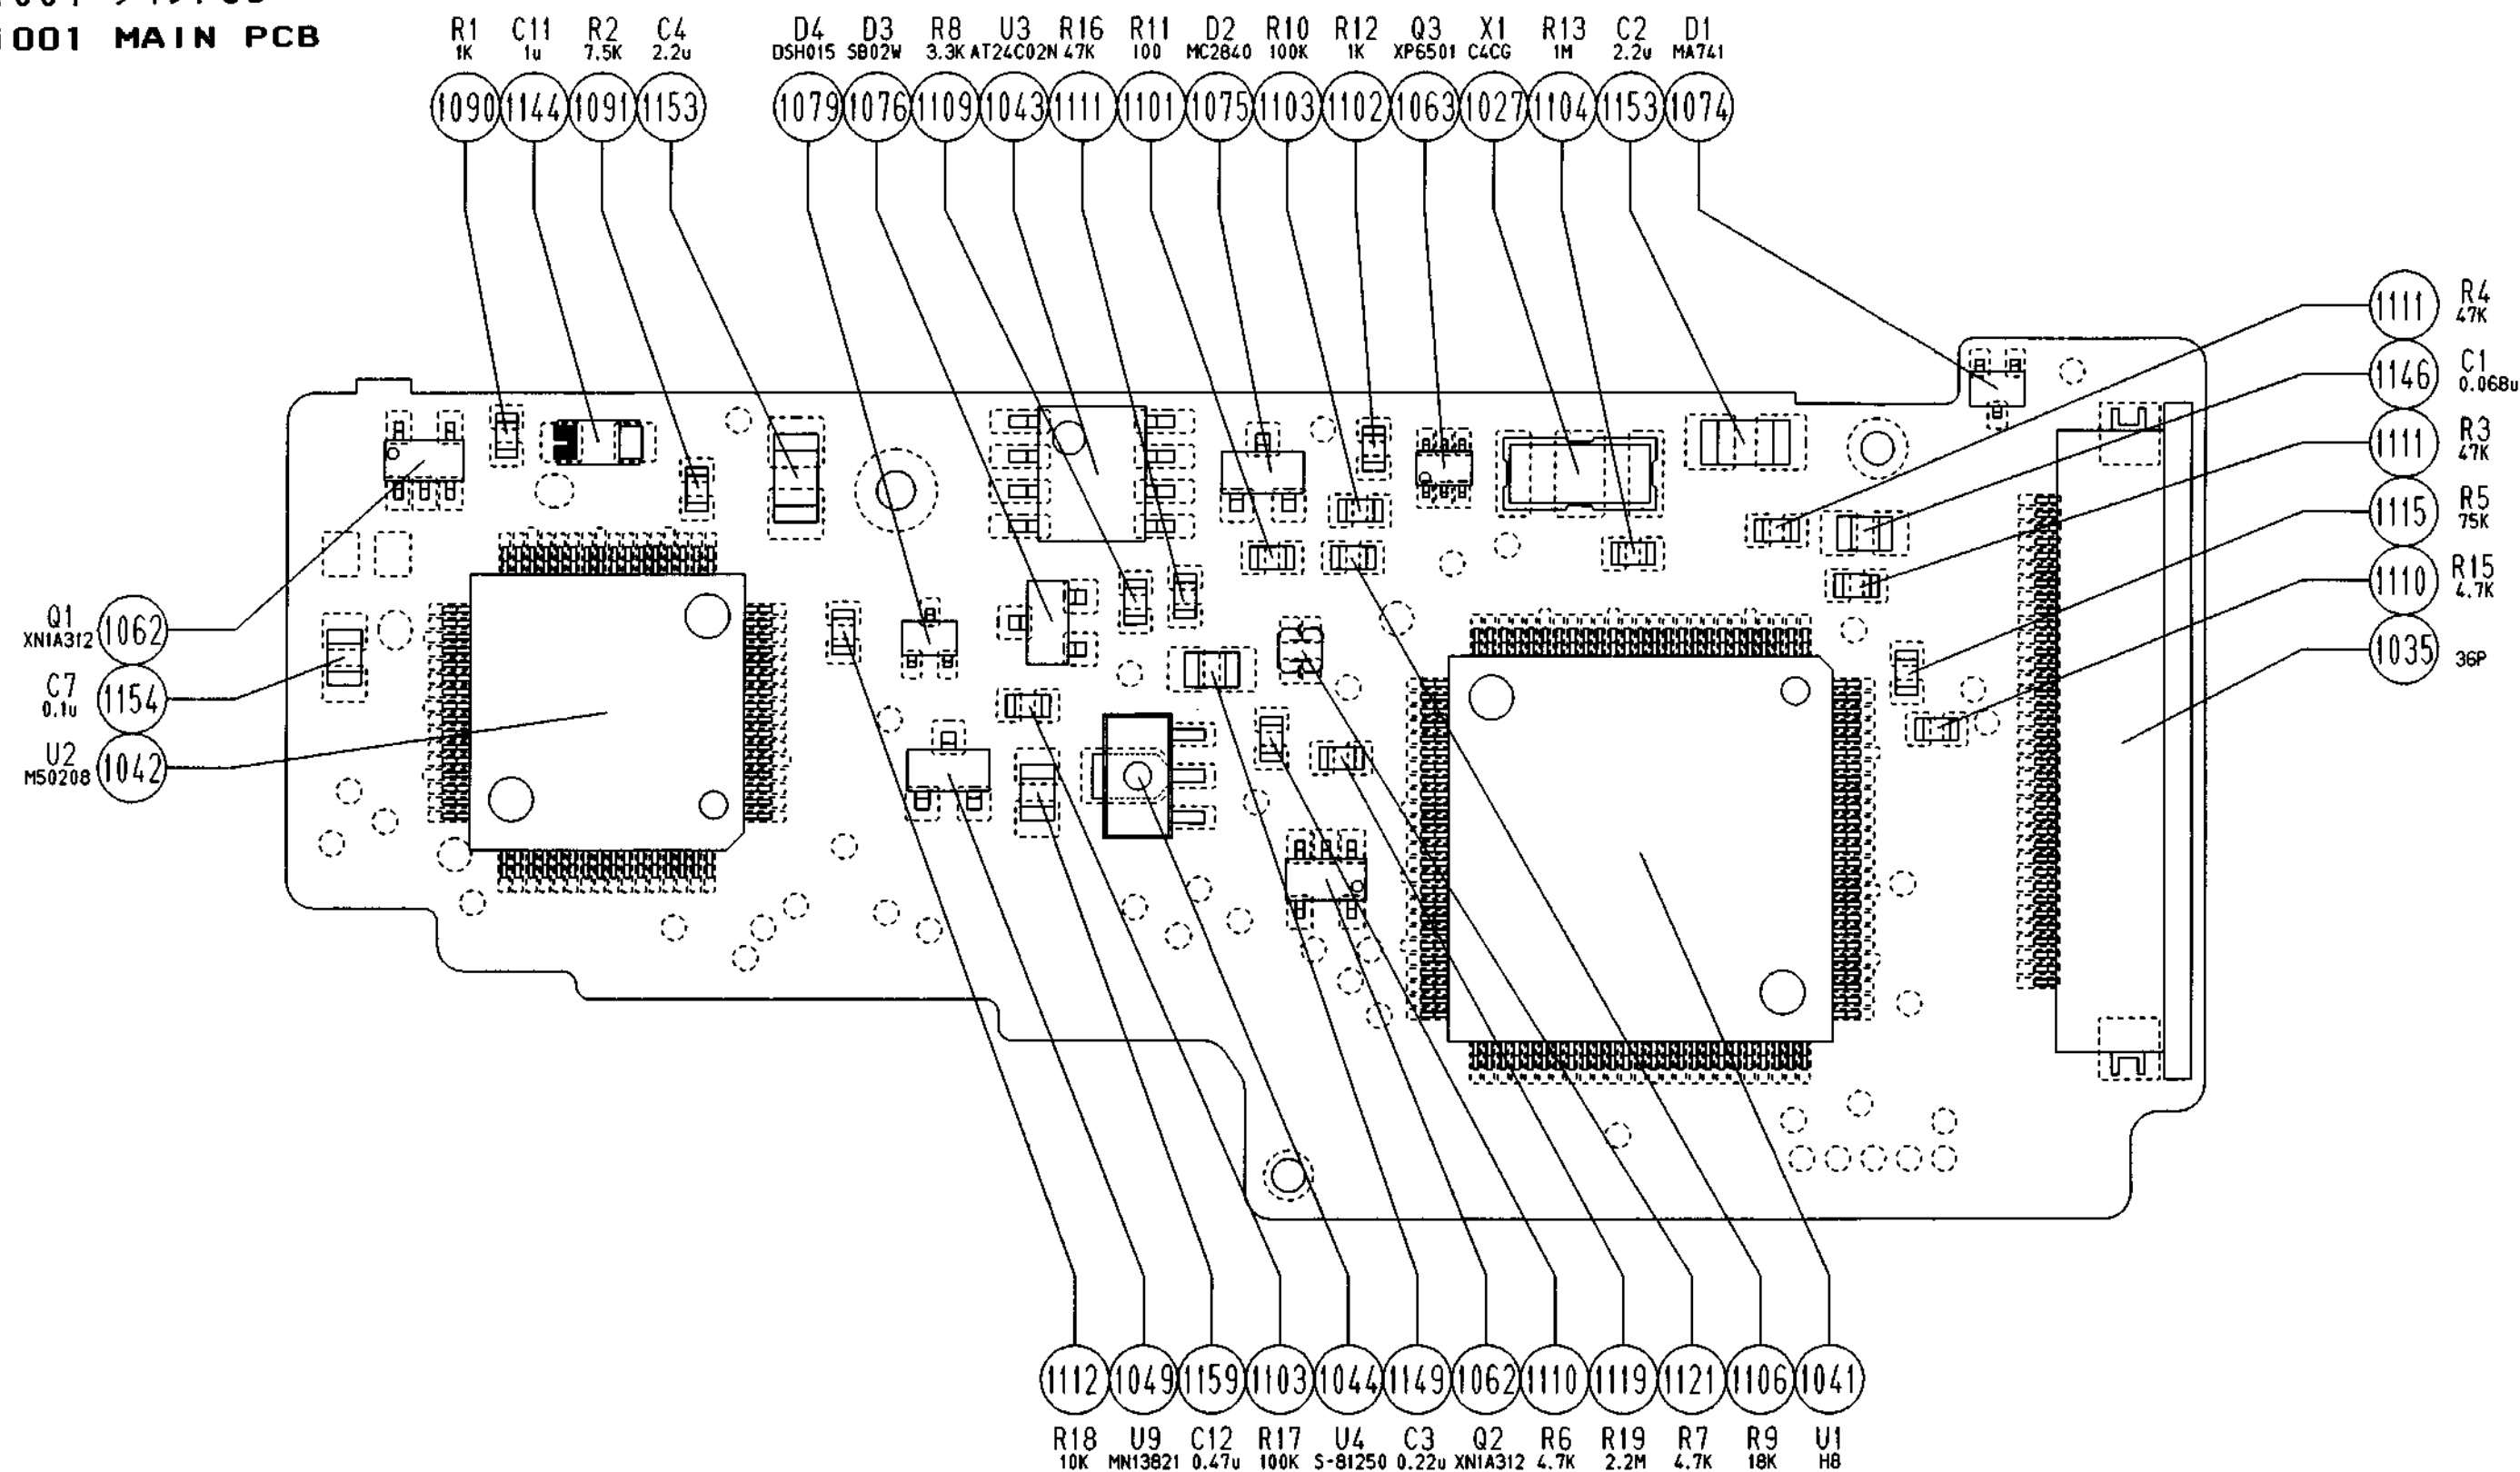 1001 MAIN PCB
R1 C11 R2 C4 D4 D3 R8 U3 R16 R11 D2 R10 R12 Q3 X1 R13 C2 D1
1K 1u 7.5K 2.2u DSH015 SB02W 3.3K AT24C02N 47K 100 MC2840 100K 1K XP6501 C4CG 1M 2.2u MA741
1090 1144 1091 1153 1079 1076 1109 1043 1111 1101 1075 1103 1102 1063 1027 1104 1153 1074
1111 R4
47K
1146 C1
0.068u
1111 R3
47K
1115 R5
75K
1110 R15
4.7K
1035 36P
Q1 1062
XN1A312
C7 1154
0.1u
U2 1042
M50208
1112 1049 1159 1103 1044 1149 1062 1110 1119 1121 1106 1041
R18 U9 C12 R17 U4 C3 Q2 R6 R19 R7 R9 U1
10K MN13821 0.47u 100K S-81250 0.22u XN1A312 4.7K 2.2M 4.7K 18K H8